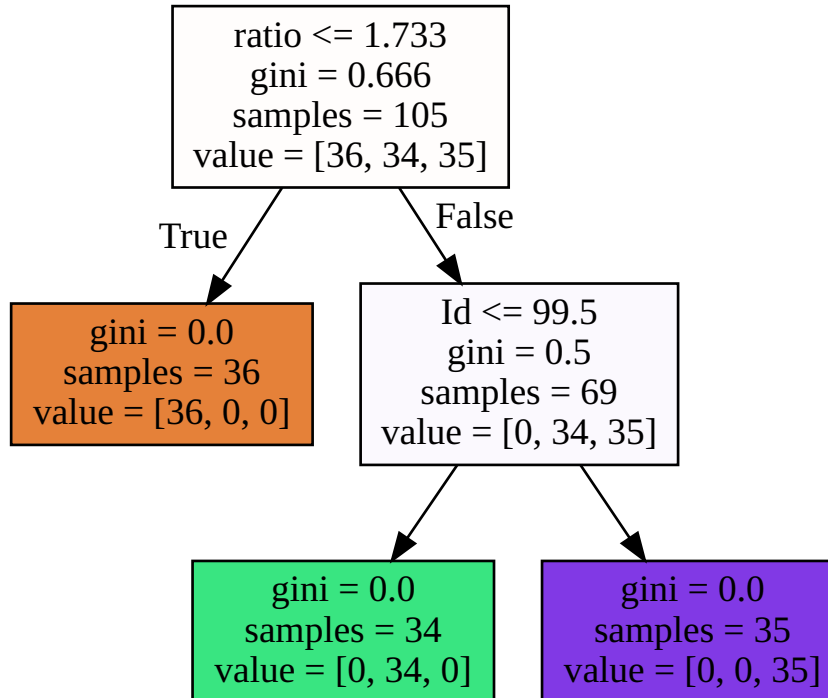 ratio <= 1.733
gini = 0.666
samples = 105
value = [36, 34, 35]
True
False
gini = 0.0
samples = 36
value = [36, 0, 0]
Id <= 99.5
gini = 0.5
samples = 69
value = [0, 34, 35]
gini = 0.0
samples = 34
value = [0, 34, 0]
gini = 0.0
samples = 35
value = [0, 0, 35]